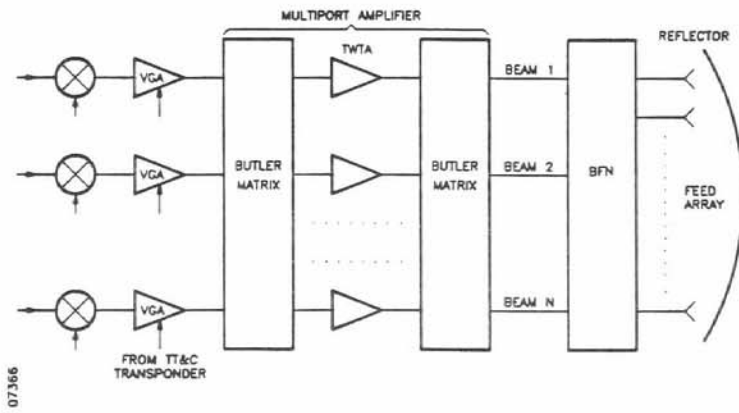 MULTIPORT AMPLIFIER
REFLECTOR
TWTA
VGA
BEAM 1
BUTLER
MATRIX
BUTLER
MATRIX
VGA
BEAM 2
BFN
FEED
ARRAY
VGA
BEAM N
FROM TT&C
TRANSPONDER
07366